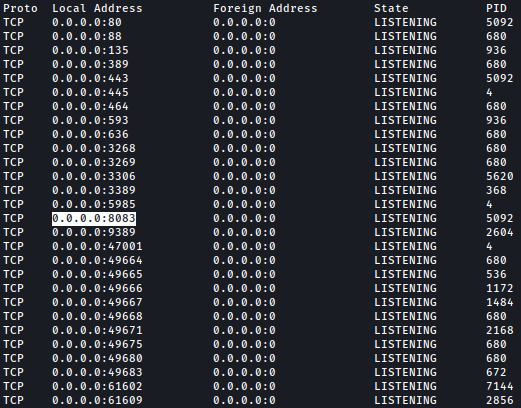 Proto Local Address Foreign Address State PID
TCP 0.0.0.0:80 0.0.0.0:0 LISTENING 5092
TCP 0.0.0.0:88 0.0.0.0:0 LISTENING 680
TCP 0.0.0.0:135 0.0.0.0:0 LISTENING 936
TCP 0.0.0.0:389 0.0.0.0:0 LISTENING 680
TCP 0.0.0.0:443 0.0.0.0:0 LISTENING 5092
TCP 0.0.0.0:445 0.0.0.0:0 LISTENING 4
TCP 0.0.0.0:464 0.0.0.0:0 LISTENING 680
TCP 0.0.0.0:593 0.0.0.0:0 LISTENING 936
TCP 0.0.0.0:636 0.0.0.0:0 LISTENING 680
TCP 0.0.0.0:3268 0.0.0.0:0 LISTENING 680
TCP 0.0.0.0:3269 0.0.0.0:0 LISTENING 680
TCP 0.0.0.0:3306 0.0.0.0:0 LISTENING 5620
TCP 0.0.0.0:3389 0.0.0.0:0 LISTENING 368
TCP 0.0.0.0:5985 0.0.0.0:0 LISTENING 4
TCP 0.0.0.0:8083 0.0.0.0:0 LISTENING 5092
TCP 0.0.0.0:9389 0.0.0.0:0 LISTENING 2604
TCP 0.0.0.0:47001 0.0.0.0:0 LISTENING 4
TCP 0.0.0.0:49664 0.0.0.0:0 LISTENING 680
TCP 0.0.0.0:49665 0.0.0.0:0 LISTENING 536
TCP 0.0.0.0:49666 0.0.0.0:0 LISTENING 1172
TCP 0.0.0.0:49667 0.0.0.0:0 LISTENING 1484
TCP 0.0.0.0:49668 0.0.0.0:0 LISTENING 680
TCP 0.0.0.0:49671 0.0.0.0:0 LISTENING 2168
TCP 0.0.0.0:49675 0.0.0.0:0 LISTENING 680
TCP 0.0.0.0:49680 0.0.0.0:0 LISTENING 680
TCP 0.0.0.0:49683 0.0.0.0:0 LISTENING 672
TCP 0.0.0.0:61602 0.0.0.0:0 LISTENING 7144
TCP 0.0.0.0:61609 0.0.0.0:0 LISTENING 2856